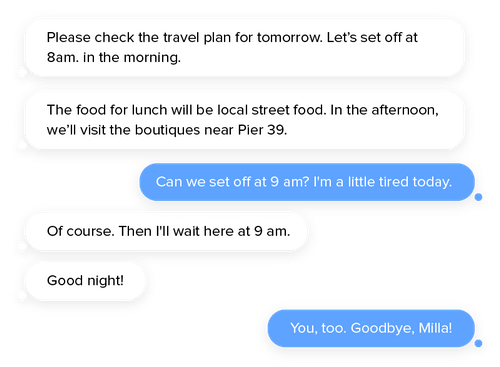 Please check the travel plan for tomorrow. Let's set off at
8am. in the morning.
The food for lunch will be local street food. In the afternoon,
we'll visit the boutiques near Pier 39.
Can we set off at 9 am? I'm a little tired today.
Of course. Then I'll wait here at 9 am.
Good night!
You, too. Goodbye, Milla!